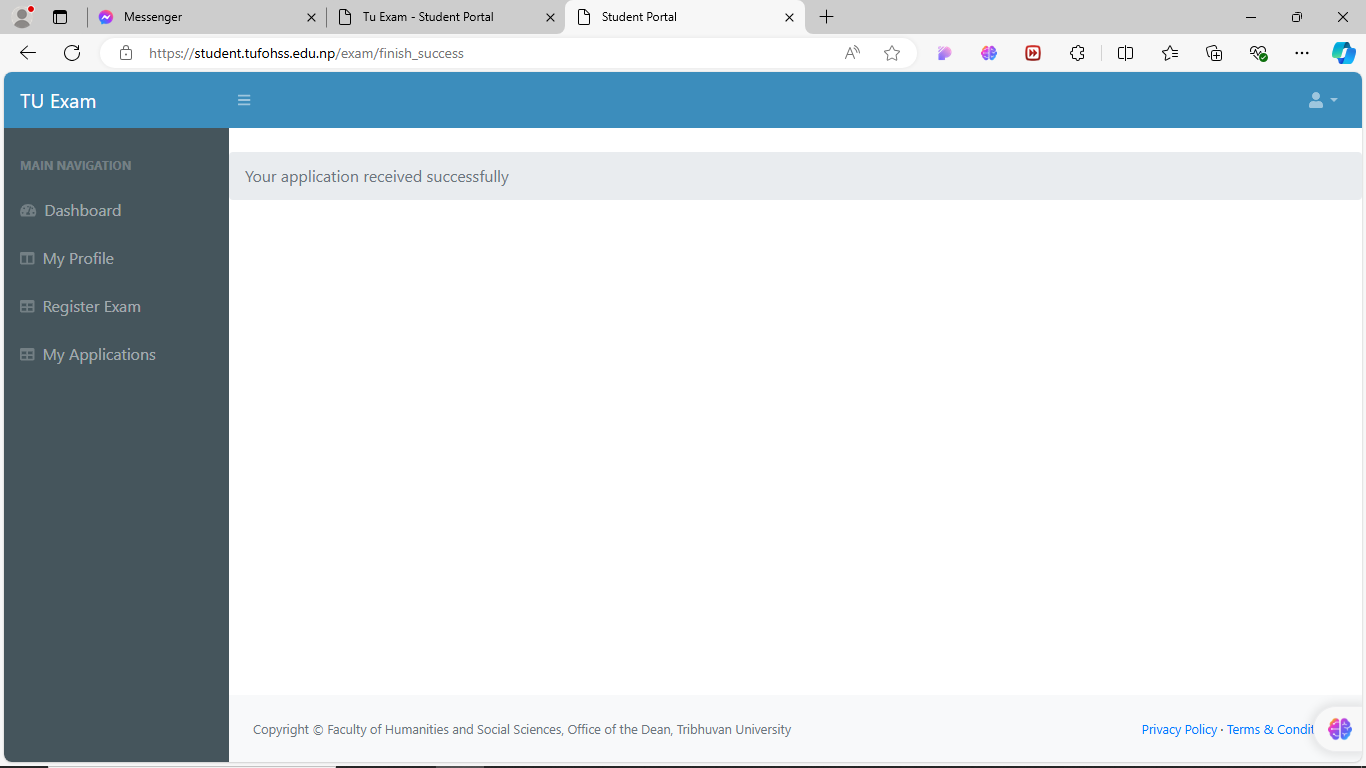 Messenger
Tu Exam - Student Portal
Student Portal
https://student.tufohss.edu.np/exam/finish_success
TU Exam
MAIN NAVIGATION
Dashboard
My Profile
Register Exam
My Applications
Your application received successfully
Copyright © Faculty of Humanities and Social Sciences, Office of the Dean, Tribhuvan University
Privacy Policy · Terms & Condit